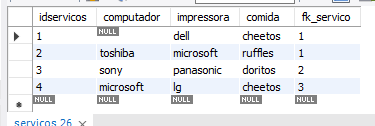 idservicos computador impressora comida fk_servico
1 NULL dell cheetos 1
2 toshiba microsoft ruffles 1
3 sony panasonic doritos 2
4 microsoft lg cheetos 3
NULL NULL NULL NULL NULL
servicos 26 ×